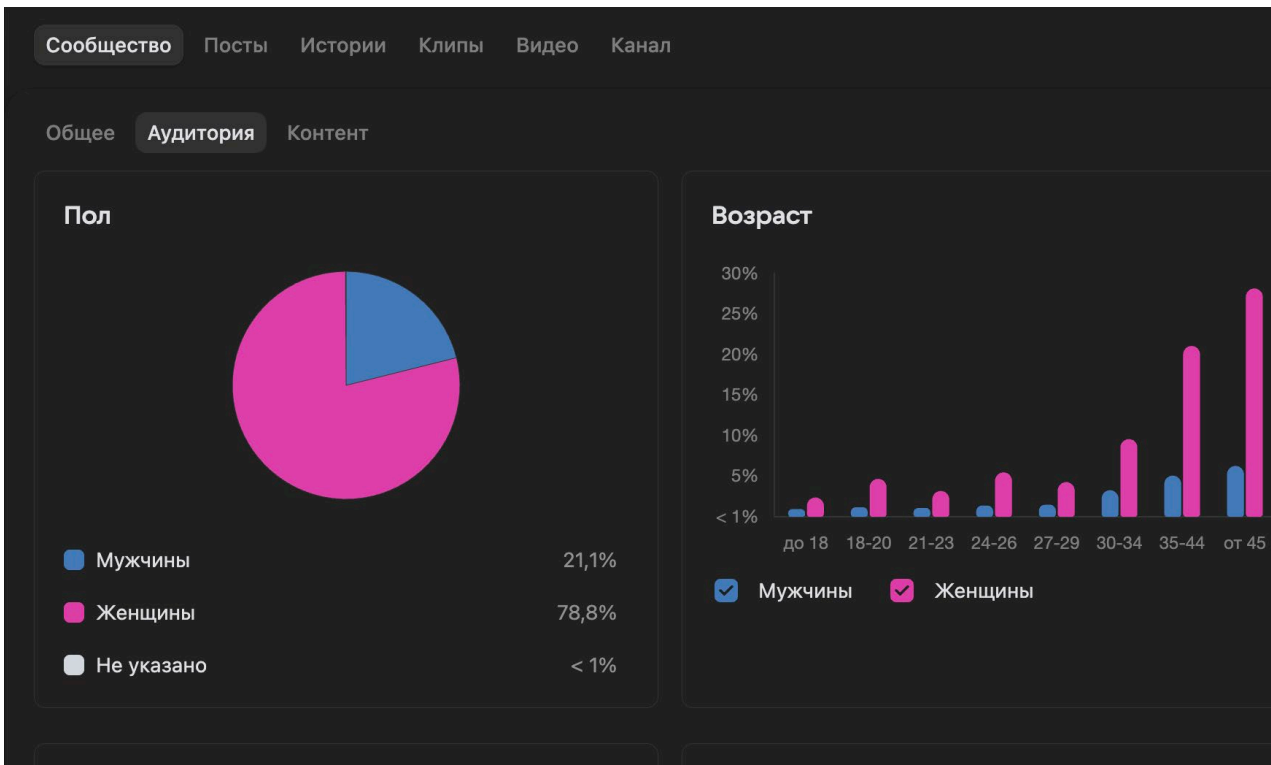 Сообщество Посты Истории Клипы Видео Канал
Общее Аудитория Контент
Пол
Мужчины 21,1%
Женщины 78,8%
Не указано < 1%
Возраст
30%
25%
20%
15%
10%
5%
< 1%
до 18 18-20 21-23 24-26 27-29 30-34 35-44 от 45
Мужчины Женщины